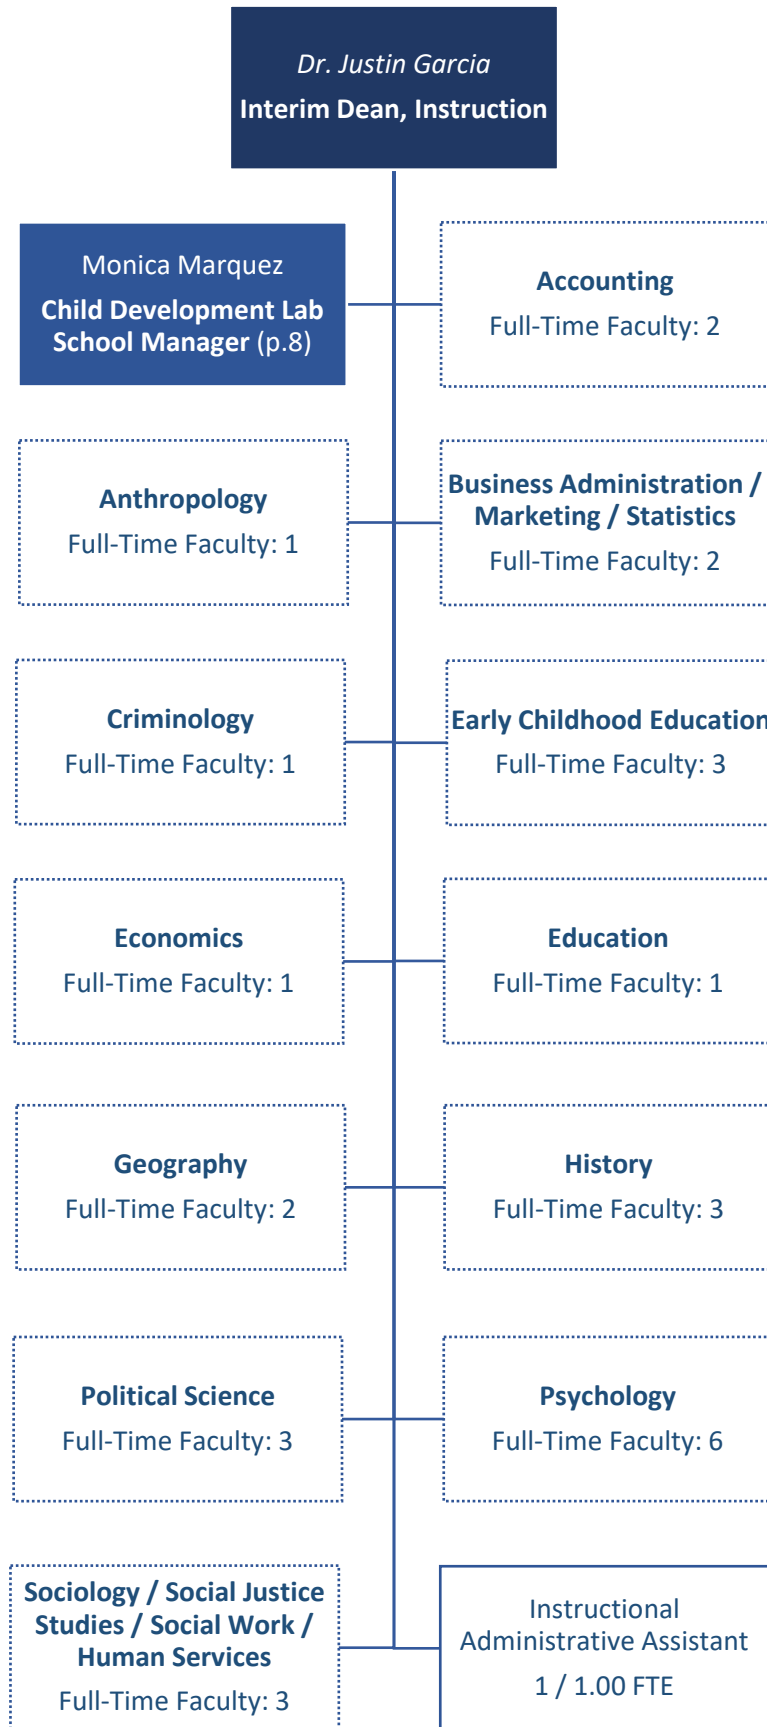 Dr. Justin Garcia
Interim Dean, Instruction
Monica Marquez
Child Development Lab
School Manager (p.8)
Accounting
Full-Time Faculty: 2
Anthropology
Full-Time Faculty: 1
Business Administration /
Marketing / Statistics
Full-Time Faculty: 2
Criminology
Full-Time Faculty: 1
Early Childhood Education
Full-Time Faculty: 3
Economics
Full-Time Faculty: 1
Education
Full-Time Faculty: 1
Geography
Full-Time Faculty: 2
History
Full-Time Faculty: 3
Political Science
Full-Time Faculty: 3
Psychology
Full-Time Faculty: 6
Sociology / Social Justice
Studies / Social Work /
Human Services
Full-Time Faculty: 3
Instructional
Administrative Assistant
1 / 1.00 FTE